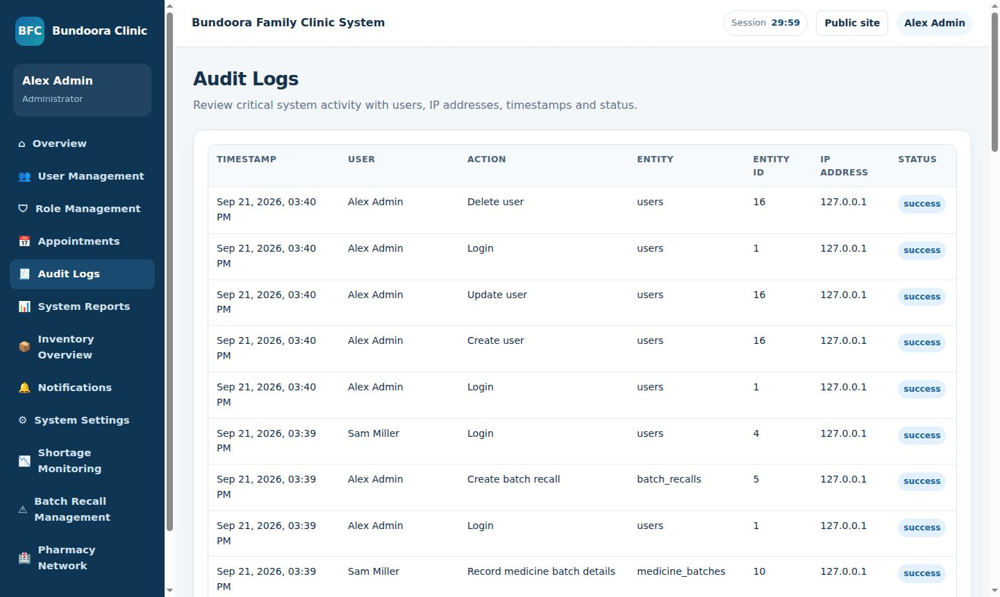 BFC Bundoora Clinic
Alex Admin
Administrator
Overview
User Management
Role Management
Appointments
Audit Logs
System Reports
Inventory
Overview
Notifications
System Settings
Shortage
Monitoring
Batch Recall
Management
Pharmacy
Network
Bundoora Family Clinic System
Session 29:59
Public site
Alex Admin
Audit Logs
Review critical system activity with users, IP addresses, timestamps and status.
TIMESTAMP USER ACTION ENTITY ENTITY ID IP ADDRESS STATUS
Sep 21, 2026, 03:40 PM Alex Admin Delete user users 16 127.0.0.1 success
Sep 21, 2026, 03:40 PM Alex Admin Login users 1 127.0.0.1 success
Sep 21, 2026, 03:40 PM Alex Admin Update user users 16 127.0.0.1 success
Sep 21, 2026, 03:40 PM Alex Admin Create user users 16 127.0.0.1 success
Sep 21, 2026, 03:40 PM Alex Admin Login users 1 127.0.0.1 success
Sep 21, 2026, 03:39 PM Sam Miller Login users 4 127.0.0.1 success
Sep 21, 2026, 03:39 PM Alex Admin Create batch recall batch_recalls 5 127.0.0.1 success
Sep 21, 2026, 03:39 PM Alex Admin Login users 1 127.0.0.1 success
Sep 21, 2026, 03:39 PM Sam Miller Record medicine batch details medicine_batches 10 127.0.0.1 success